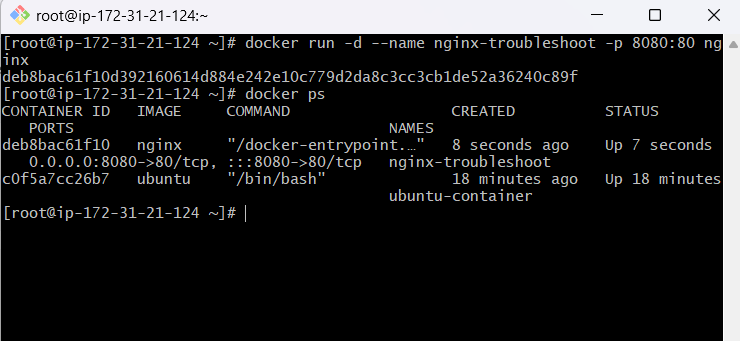 root@ip-172-31-21-124:~
[root@ip-172-31-21-124 ~]# docker run -d --name nginx-troubleshoot -p 8080:80 ng
inx
deb8bac61f10d392160614d884e242e10c779d2da8c3cc3cb1de52a36240c89f
[root@ip-172-31-21-124 ~]# docker ps
CONTAINER ID   IMAGE     COMMAND                  CREATED          STATUS
   PORTS                                   NAMES
deb8bac61f10   nginx     "/docker-entrypoint.…"   8 seconds ago    Up 7 seconds
   0.0.0.0:8080->80/tcp, :::8080->80/tcp   nginx-troubleshoot
c0f5a7cc26b7   ubuntu    "/bin/bash"              18 minutes ago   Up 18 minutes
                                           ubuntu-container
[root@ip-172-31-21-124 ~]#